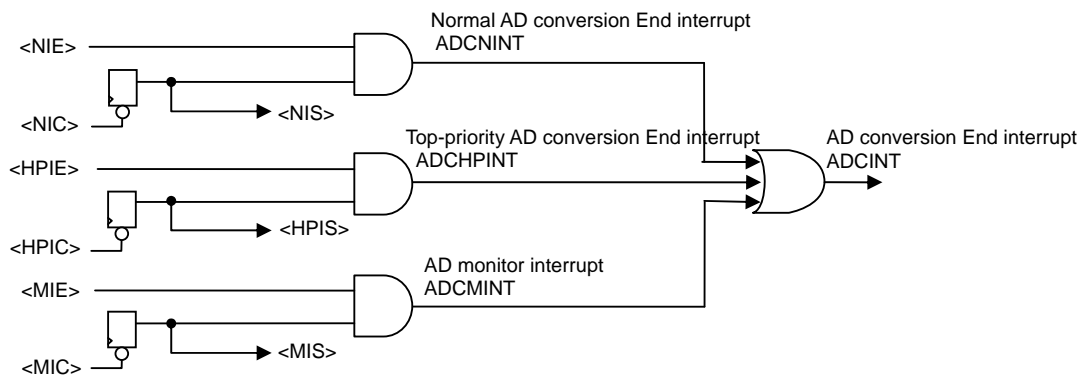 Normal AD conversion End interrupt
ADCNINT
<NIE>
<NIS>
<NIC>
Top-priority AD conversion End interrupt
ADCHPINT
AD conversion End interrupt
ADCINT
<HPIE>
<HPIS>
<HPIC>
AD monitor interrupt
ADCMINT
<MIE>
<MIS>
<MIC>